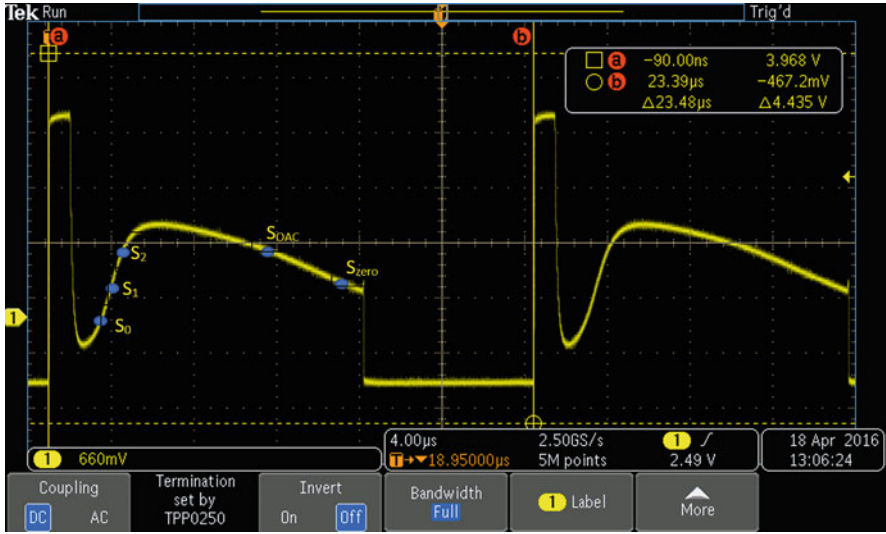 Tek Run Trig'd
a b
a −90.00ns 3.968 V
b 23.39µs −467.2mV
Δ23.48µs Δ4.435 V
S₂ S_DAC
S₁ S_zero
S₀
1
1 660mV
4.00µs 2.50GS/s 1
T→▼18.95000µs 5M points 2.49 V
18 Apr 2016
13:06:24
Coupling
DC AC
Termination
set by
TPP0250
Invert
On Off
Bandwidth
Full
1 Label
More